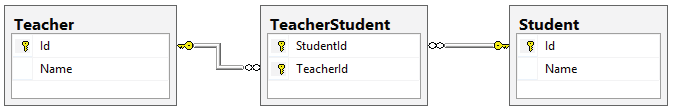 Teacher
Id
Name
TeacherStudent
StudentId
TeacherId
Student
Id
Name